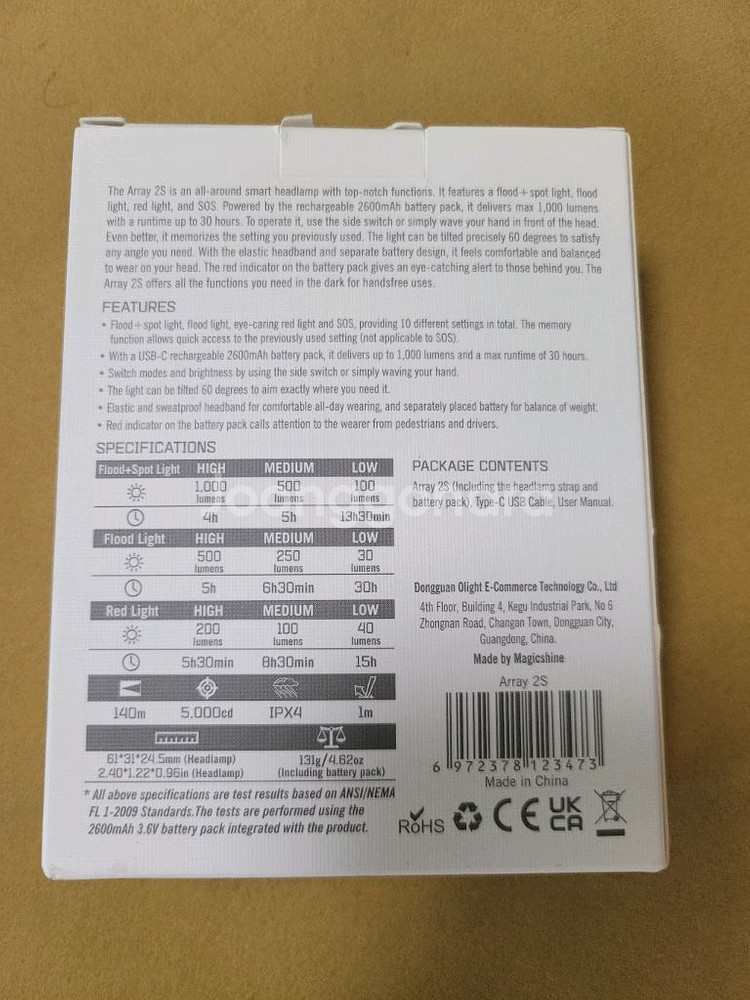 The Array 2S is an all-around smart headlamp with top-notch functions. It features a flood+spot light, flood
light, red light, and SOS. Powered by the rechargeable 2600mAh battery pack, it delivers max 1,000 lumens
with a runtime up to 30 hours. To operate it, use the side switch or simply wave your hand in front of the head.
Even better, it memorizes the setting you previously used. The light can be tilted precisely 60 degrees to satisfy
any angle you need. With the elastic headband and separate battery design, it feels comfortable and balanced
to wear on your head. The red indicator on the battery pack gives an eye-catching alert to those behind you. The
Array 2S offers all the functions you need in the dark for handsfree uses.
FEATURES
• Flood+spot light, flood light, eye-caring red light and SOS, providing 10 different settings in total. The memory
function allows quick access to the previously used setting (not applicable to SOS).
• With a USB-C rechargeable 2600mAh battery pack, it delivers up to 1,000 lumens and a max runtime of 30 hours.
• Switch modes and brightness by using the side switch or simply waving your hand.
• The light can be tilted 60 degrees to aim exactly where you need it.
• Elastic and sweatproof headband for comfortable all-day wearing, and separately placed battery for balance of weight.
• Red indicator on the battery pack calls attention to the wearer from pedestrians and drivers.
SPECIFICATIONS
Flood+Spot Light HIGH MEDIUM LOW
1,000 500 100
lumens lumens lumens
4h 5h 13h30min
Flood Light HIGH MEDIUM LOW
500 250 30
lumens lumens lumens
5h 6h30min 30h
Red Light HIGH MEDIUM LOW
200 100 40
lumens lumens lumens
5h30min 8h30min 15h
140m 5,000cd IPX4 1m
61*31*24.5mm (Headlamp) 131g/4.62oz
2.40*1.22*0.96in (Headlamp) (Including battery pack)
* All above specifications are test results based on ANSI/NEMA
FL 1-2009 Standards.The tests are performed using the
2600mAh 3.6V battery pack integrated with the product.
PACKAGE CONTENTS
Array 2S (Including the headlamp strap and
battery pack), Type-C USB Cable, User Manual.
Dongguan Olight E-Commerce Technology Co., Ltd
4th Floor, Building 4, Kegu Industrial Park, No 6
Zhongnan Road, Changan Town, Dongguan City,
Guangdong, China.
Made by Magicshine
Array 2S
6 972378 123473
Made in China
RoHS CE UK
CA